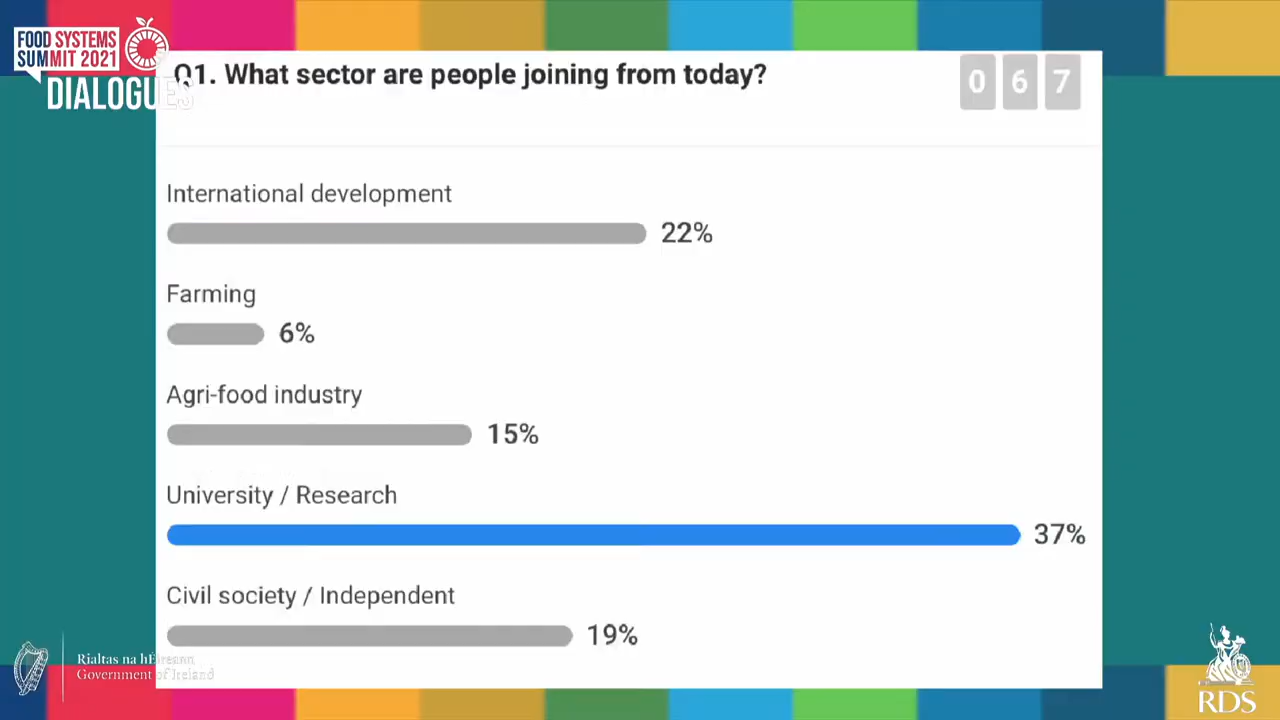 FOOD SYSTEMS
SUMMIT 2021
DIALOGUES
Q1. What sector are people joining from today?
0 6 7
International development
22%
Farming
6%
Agri-food industry
15%
University / Research
37%
Civil society / Independent
19%
Rialtas na hÉireann
Government of Ireland
RDS